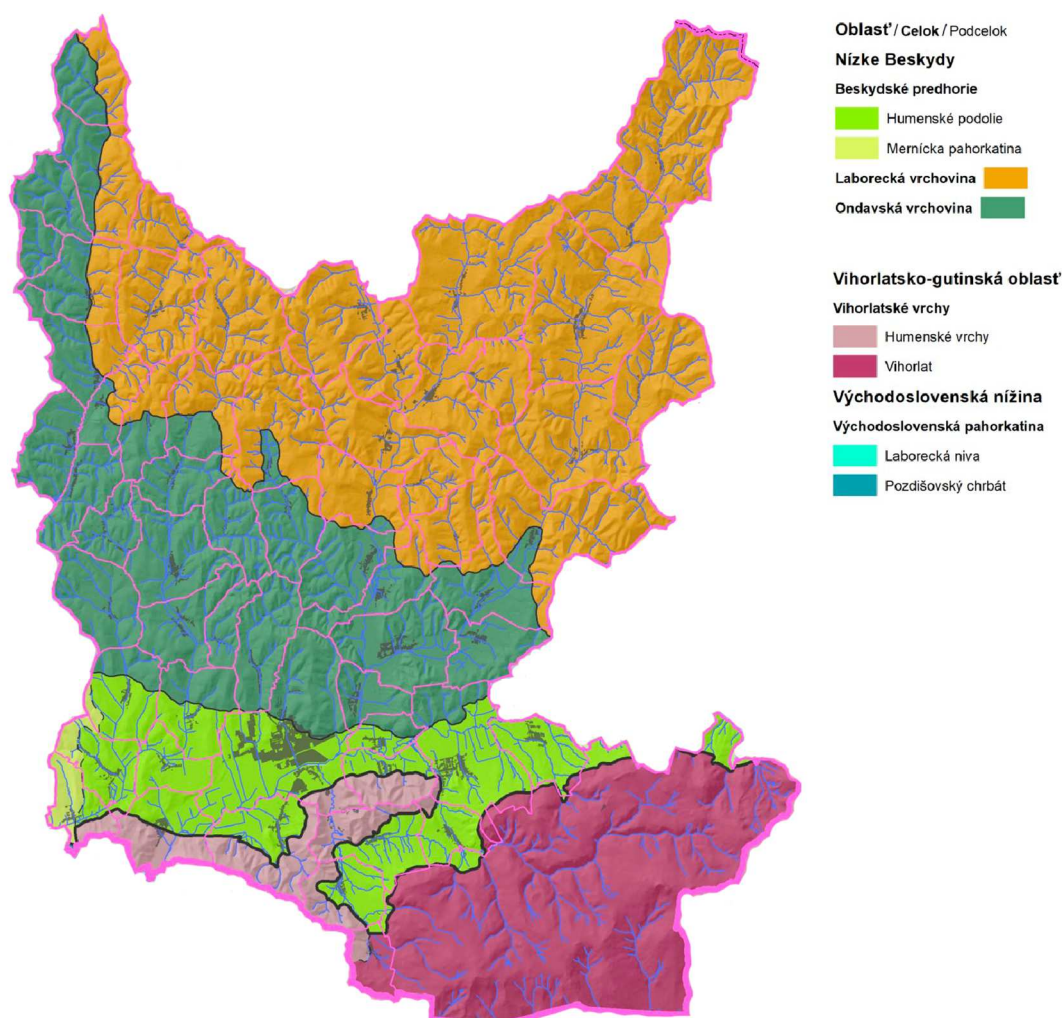 Oblasť / Celok / Podcelok
Nízke Beskydy
Beskydské predhorie
Humenské podolie
Mernícka pahorkatina
Laborecká vrchovina
Ondavská vrchovina
Vihorlatsko-gutinská oblasť
Vihorlatské vrchy
Humenské vrchy
Vihorlat
Východoslovenská nížina
Východoslovenská pahorkatina
Laborecká niva
Pozdišovský chrbát